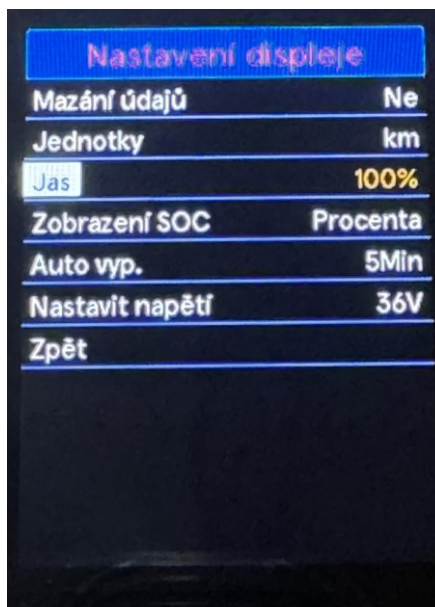 Nastavení displeje
Mazání údajů Ne
Jednotky km
Jas 100%
Zobrazení SOC Procenta
Auto vyp. 5Min
Nastavit napětí 36V
Zpět